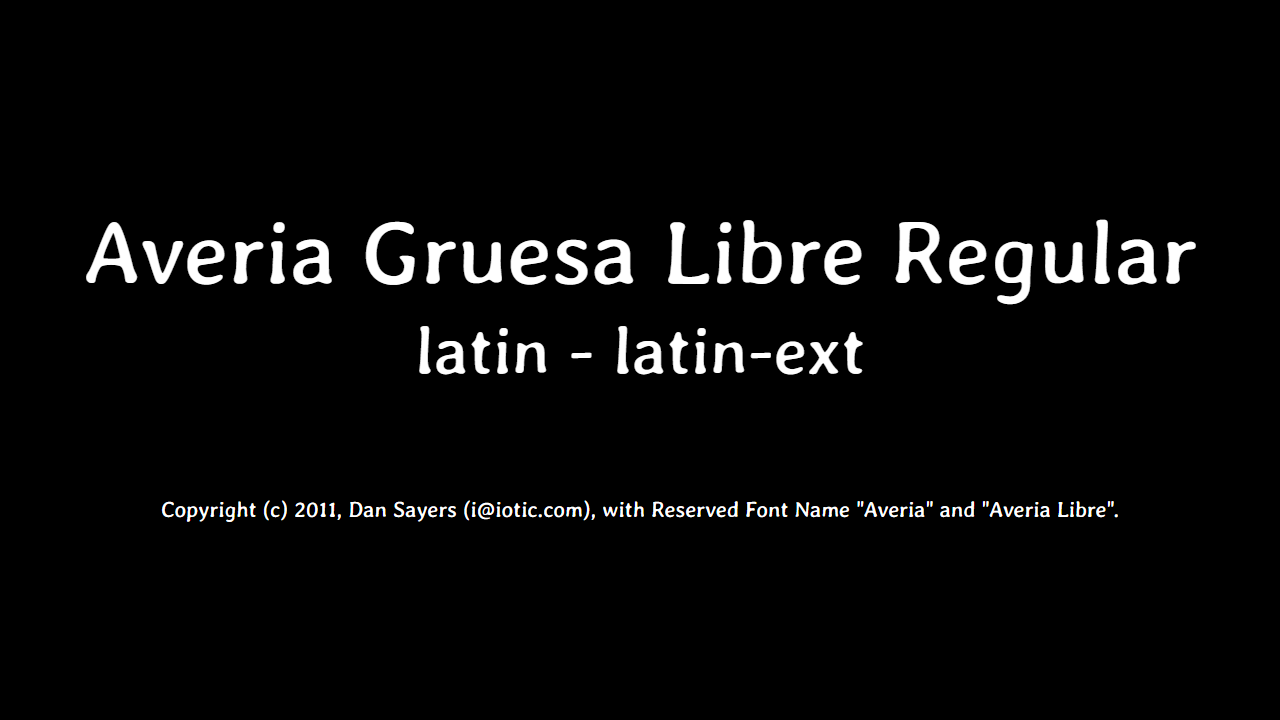 Averia Gruesa Libre Regular
latin - latin-ext
Copyright (c) 2011, Dan Sayers (i@iotic.com), with Reserved Font Name "Averia" and "Averia Libre".